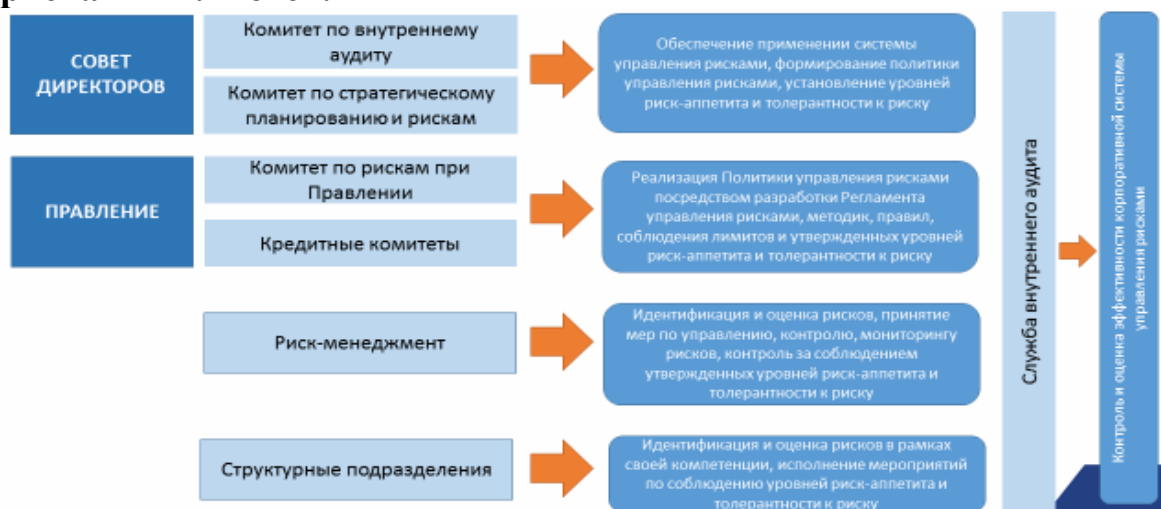 СОВЕТ
ДИРЕКТОРОВ
Комитет по внутреннему
аудиту
Комитет по стратегическому
планированию и рискам
Обеспечение применении системы
управления рисками, формирование политики
управления рисками, установление уровней
риск-аппетита и толерантности к риску
ПРАВЛЕНИЕ
Комитет по рискам при
Правлении
Кредитные комитеты
Реализация Политики управления рисками
посредством разработки Регламента
управления рисками, методик, правил,
соблюдения лимитов и утвержденных уровней
риск-аппетита и толерантности к риску
Риск-менеджмент
Идентификация и оценка рисков, принятие
мер по управлению, контролю, мониторингу
рисков, контроль за соблюдением
утвержденных уровней риск-аппетита и
толерантности к риску
Структурные подразделения
Идентификация и оценка рисков в рамках
своей компетенции, исполнение мероприятий
по соблюдению уровней риск-аппетита и
толерантности к риску
Служба внутреннего аудита
Контроль и оценка эффективности корпоративной системы
управления рисками